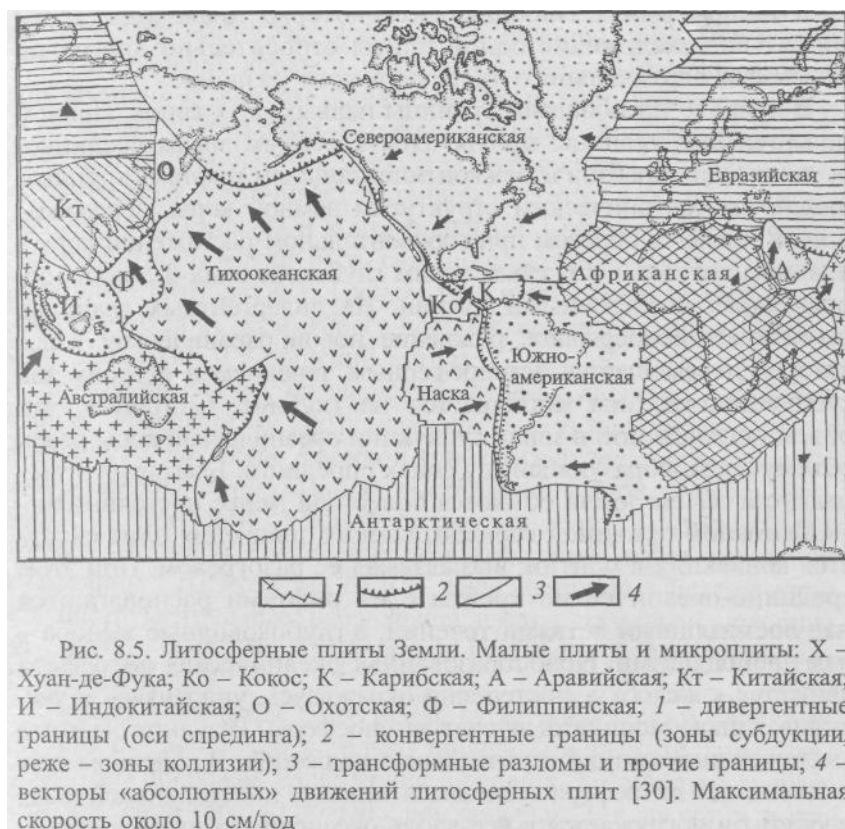 Североамериканская
Евразийская
О
Кт
Ф
Тихоокеанская
Африканская
А
И
Ко
К
Южно-
американская
Наска
Австралийская
Антарктическая
1 2 3 4
Рис. 8.5. Литосферные плиты Земли. Малые плиты и микроплиты: Х –
Хуан-де-Фука; Ко – Кокос; К – Карибская; А – Аравийская; Кт – Китайская;
И – Индокитайская; О – Охотская; Ф – Филиппинская; 1 – дивергентные
границы (оси спрединга); 2 – конвергентные границы (зоны субдукции,
реже – зоны коллизии); 3 – трансформные разломы и прочие границы; 4 –
векторы «абсолютных» движений литосферных плит [30]. Максимальная
скорость около 10 см/год